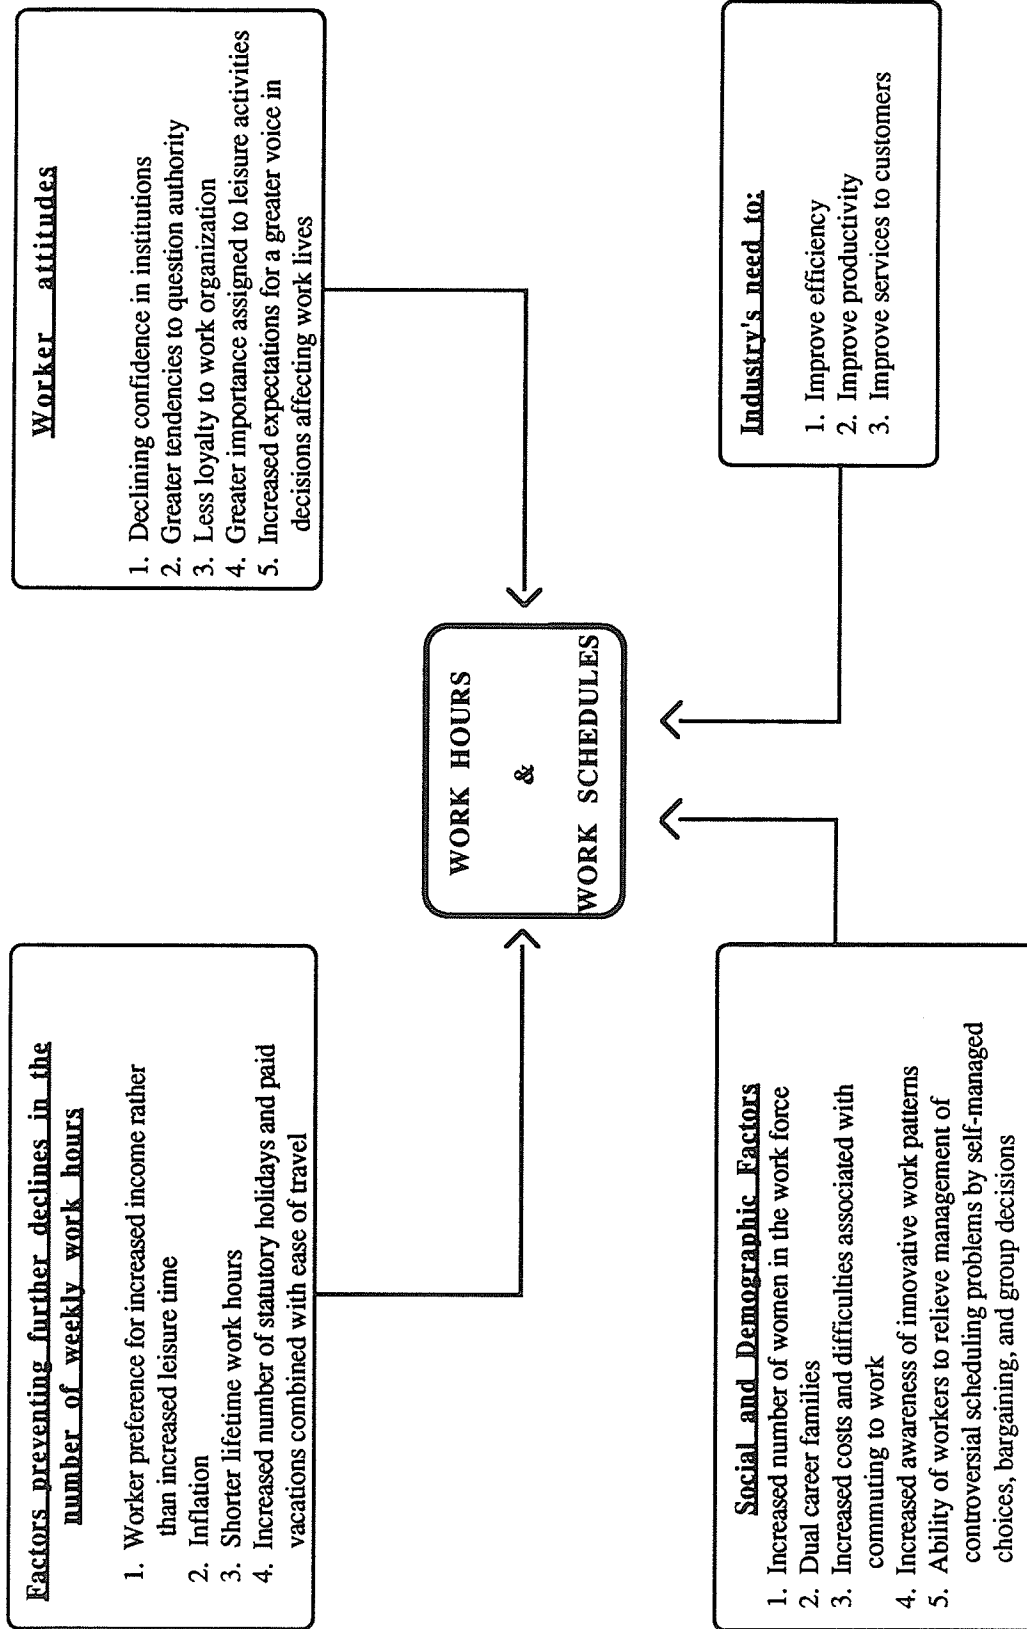 Factors preventing further declines in the
number of weekly work hours
1. Worker preference for increased income rather
than increased leisure time
2. Inflation
3. Shorter lifetime work hours
4. Increased number of statutory holidays and paid
vacations combined with ease of travel
Worker attitudes
1. Declining confidence in institutions
2. Greater tendencies to question authority
3. Less loyalty to work organization
4. Greater importance assigned to leisure activities
5. Increased expectations for a greater voice in
decisions affecting work lives
WORK HOURS
&
WORK SCHEDULES
Social and Demographic Factors
1. Increased number of women in the work force
2. Dual career families
3. Increased costs and difficulties associated with
commuting to work
4. Increased awareness of innovative work patterns
5. Ability of workers to relieve management of
controversial scheduling problems by self-managed
choices, bargaining, and group decisions
Industry's need to:
1. Improve efficiency
2. Improve productivity
3. Improve services to customers